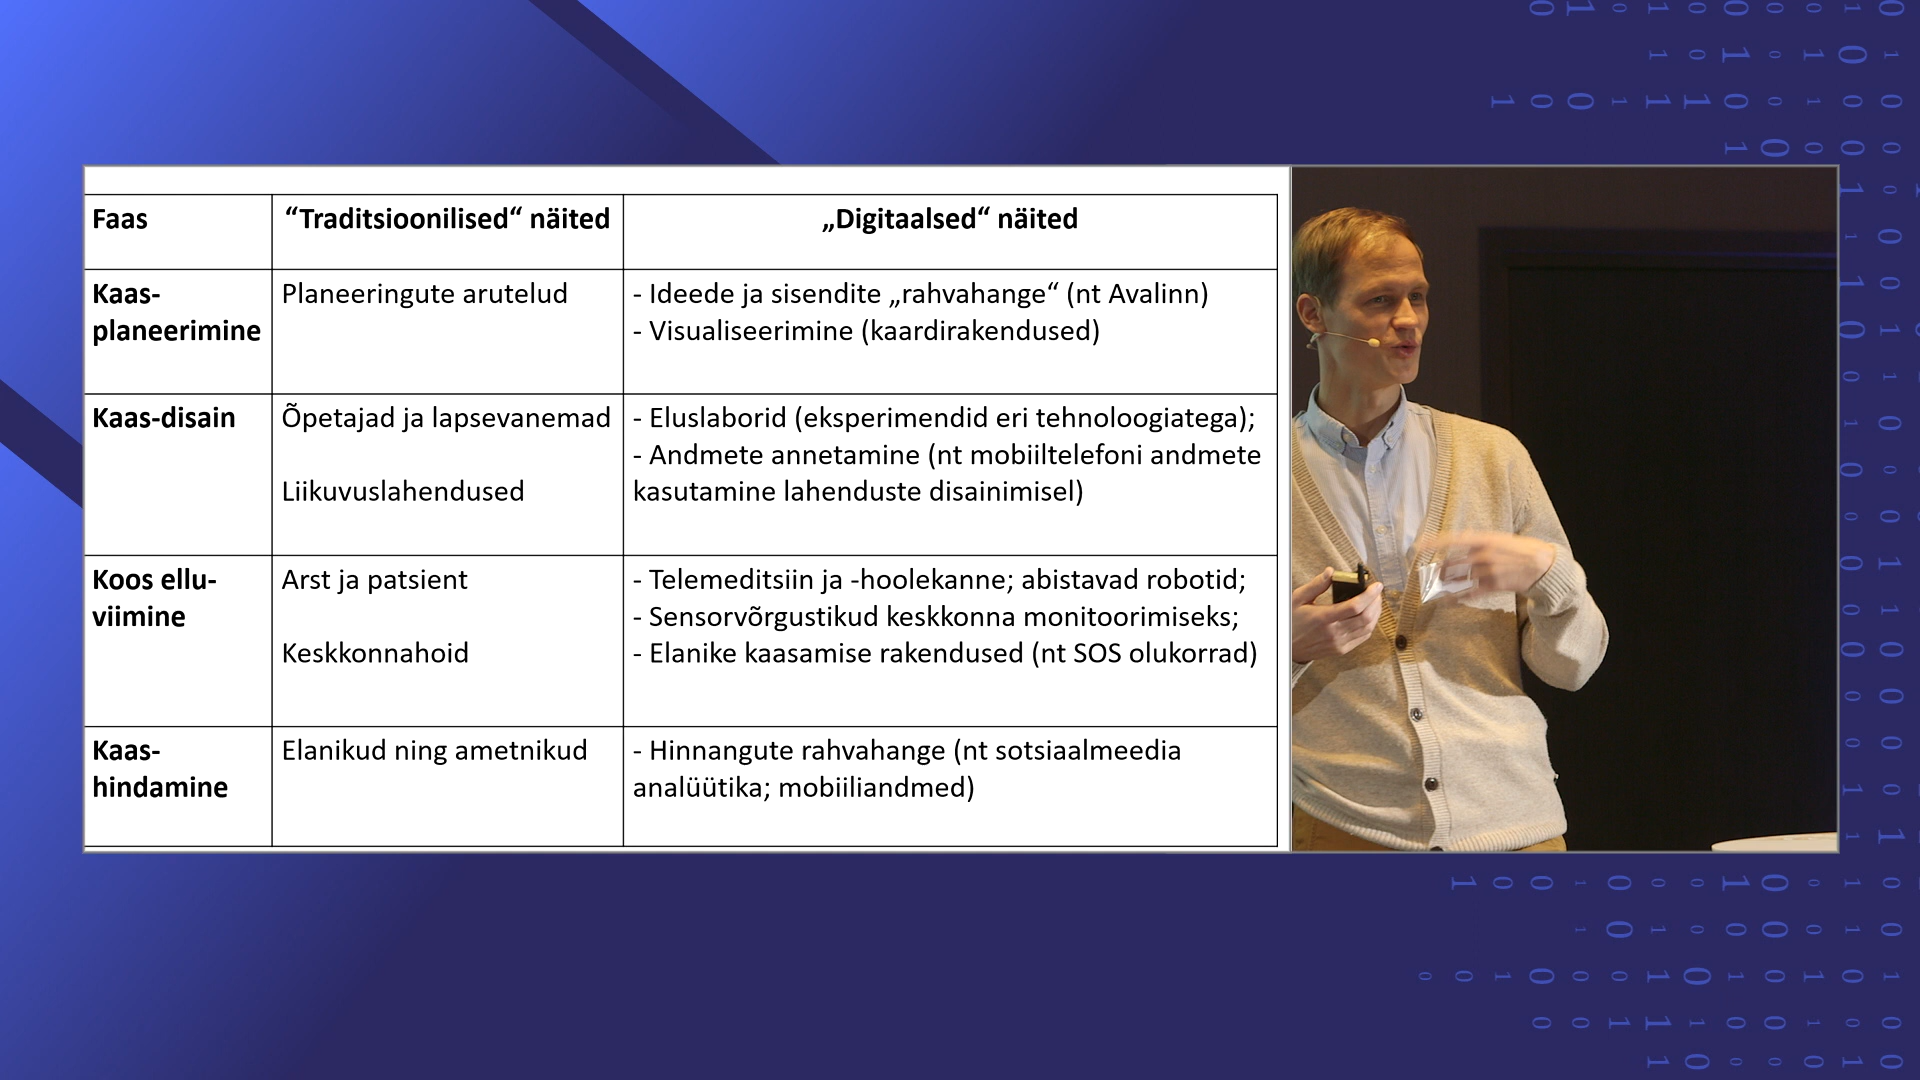 Faas
“Traditsioonilised“ näited
„Digitaalsed“ näited
Kaas-
planeerimine
Planeeringute arutelud
- Ideede ja sisendite „rahvahange“ (nt Avalinn)
- Visualiseerimine (kaardirakendused)
Kaas-disain
Õpetajad ja lapsevanemad
Liikuvuslahendused
- Eluslaborid (eksperimendid eri tehnoloogiatega);
- Andmete annetamine (nt mobiiltelefoni andmete
kasutamine lahenduste disainimisel)
Koos ellu-
viimine
Arst ja patsient
Keskkonnahoid
- Telemeditsiin ja -hoolekanne; abistavad robotid;
- Sensorvõrgustikud keskkonna monitoorimiseks;
- Elanike kaasamise rakendused (nt SOS olukorrad)
Kaas-
hindamine
Elanikud ning ametnikud
- Hinnangute rahvahange (nt sotsiaalmeedia
analüütika; mobiiliandmed)